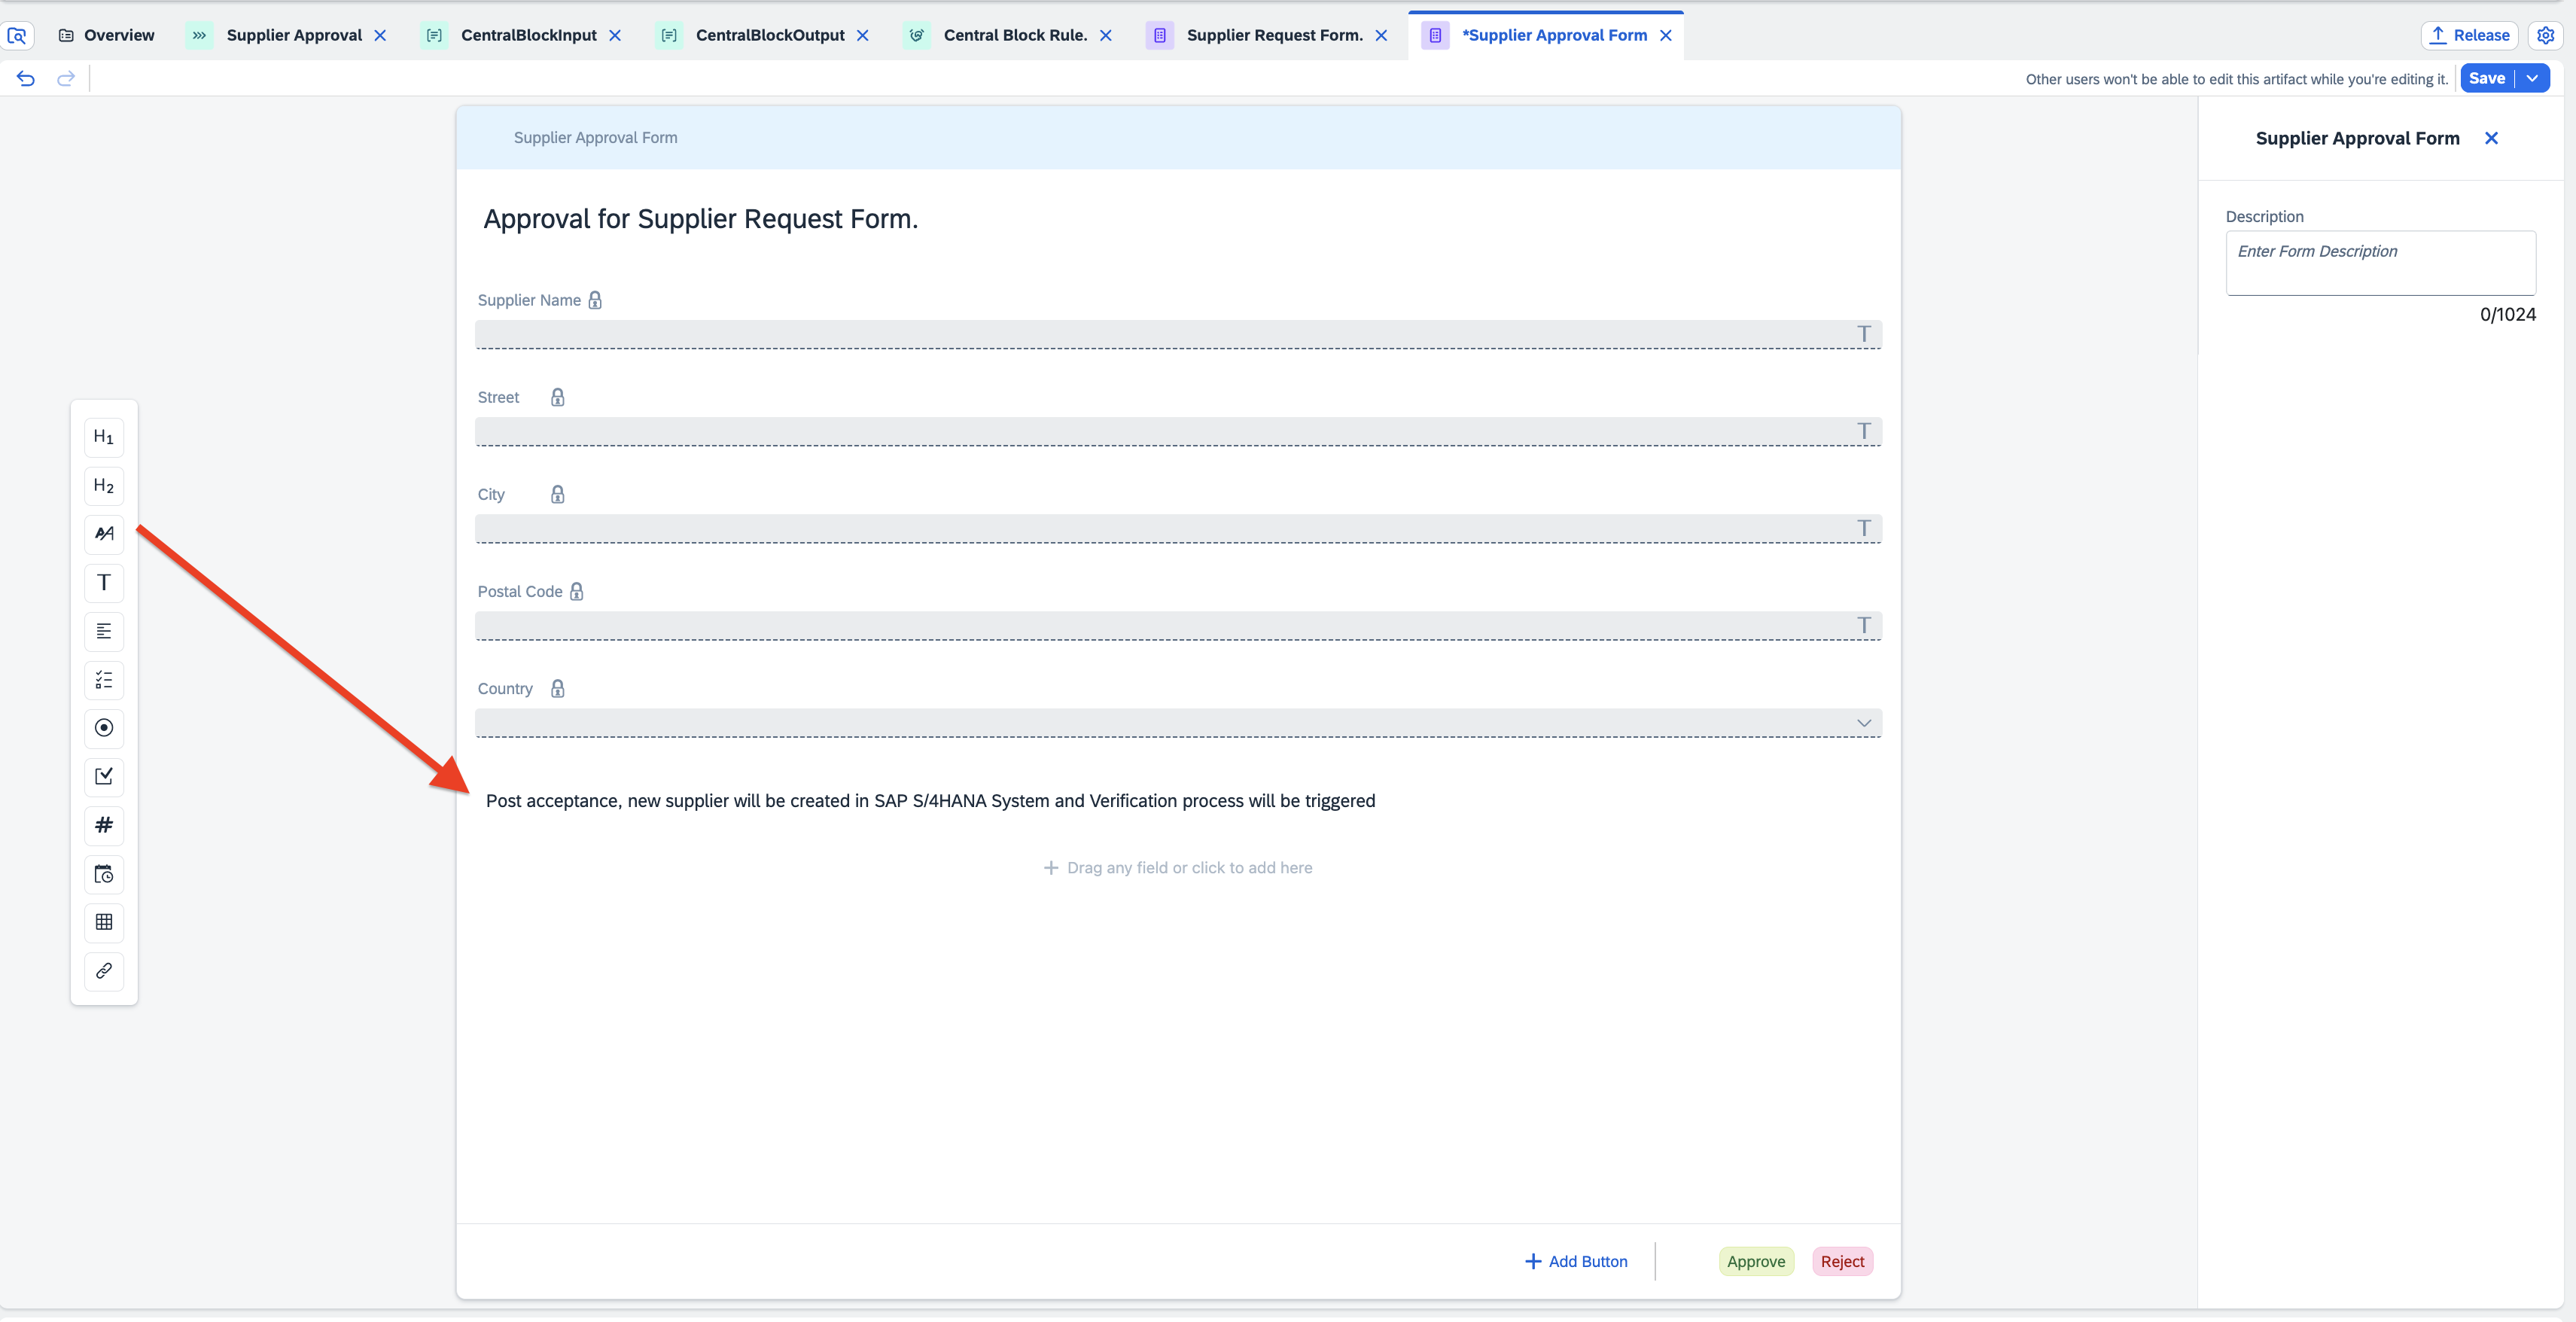 Overview Supplier Approval CentralBlockInput CentralBlockOutput Central Block Rule. Supplier Request Form. *Supplier Approval Form Release
Other users won't be able to edit this artifact while you're editing it. Save
Supplier Approval Form
Approval for Supplier Request Form.
Supplier Name
T
Street
T
City
T
Postal Code
T
Country
Post acceptance, new supplier will be created in SAP S/4HANA System and Verification process will be triggered
+ Drag any field or click to add here
+ Add Button Approve Reject
H1
H2
AA
T
#
Supplier Approval Form
Description
Enter Form Description
0/1024